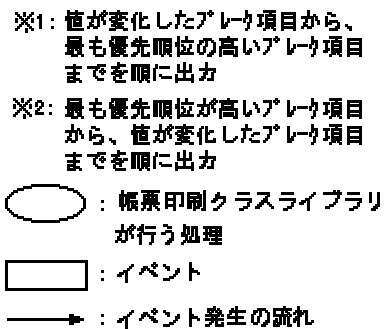 ※1：値が変化したﾌﾞﾚｰｸ項目から、
最も優先順位の高いﾌﾞﾚｰｸ項目
までを順に出力
※2：最も優先順位が高いﾌﾞﾚｰｸ項目
から、値が変化したﾌﾞﾚｰｸ項目
までを順に出力
：帳票印刷クラスライブラリ
が行う処理
：イベント
：イベント発生の流れ